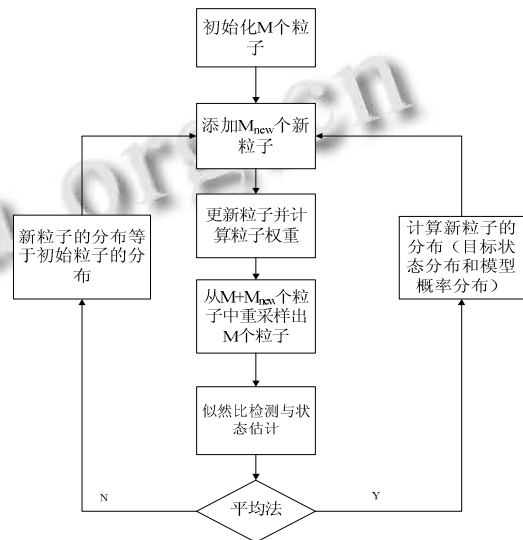 初始化M个粒
子
添加Mnew个新
粒子
更新粒子并计
算粒子权重
从M+Mnew个粒
子中重采样出
M个粒子
似然比检测与状
态估计
平均法
N
Y
新粒子的分布等
于初始粒子的分
布
计算新粒子的
分布（目标状
态分布和模型
概率分布）
org.cn